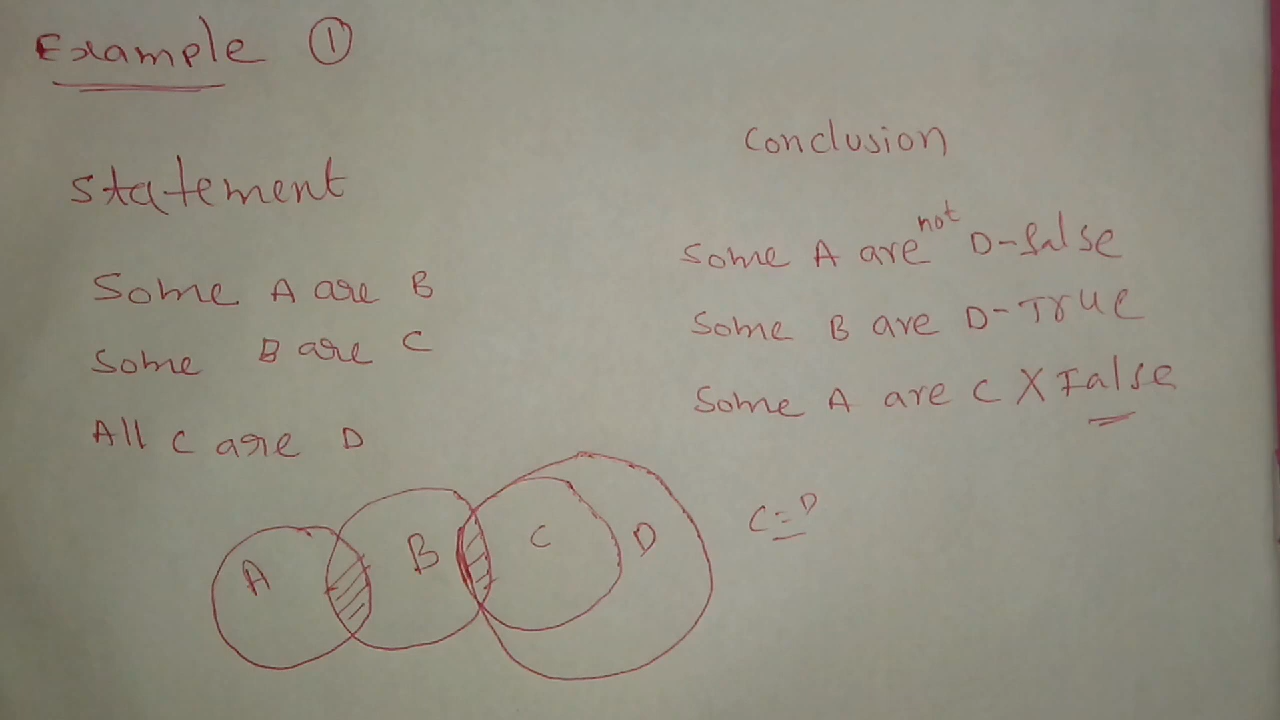 Example ①
Statement
Some A are B
Some B are C
All C are D
Conclusion
Some A are not D-false
Some B are D-True
Some A are C X False
A B C D
C=D